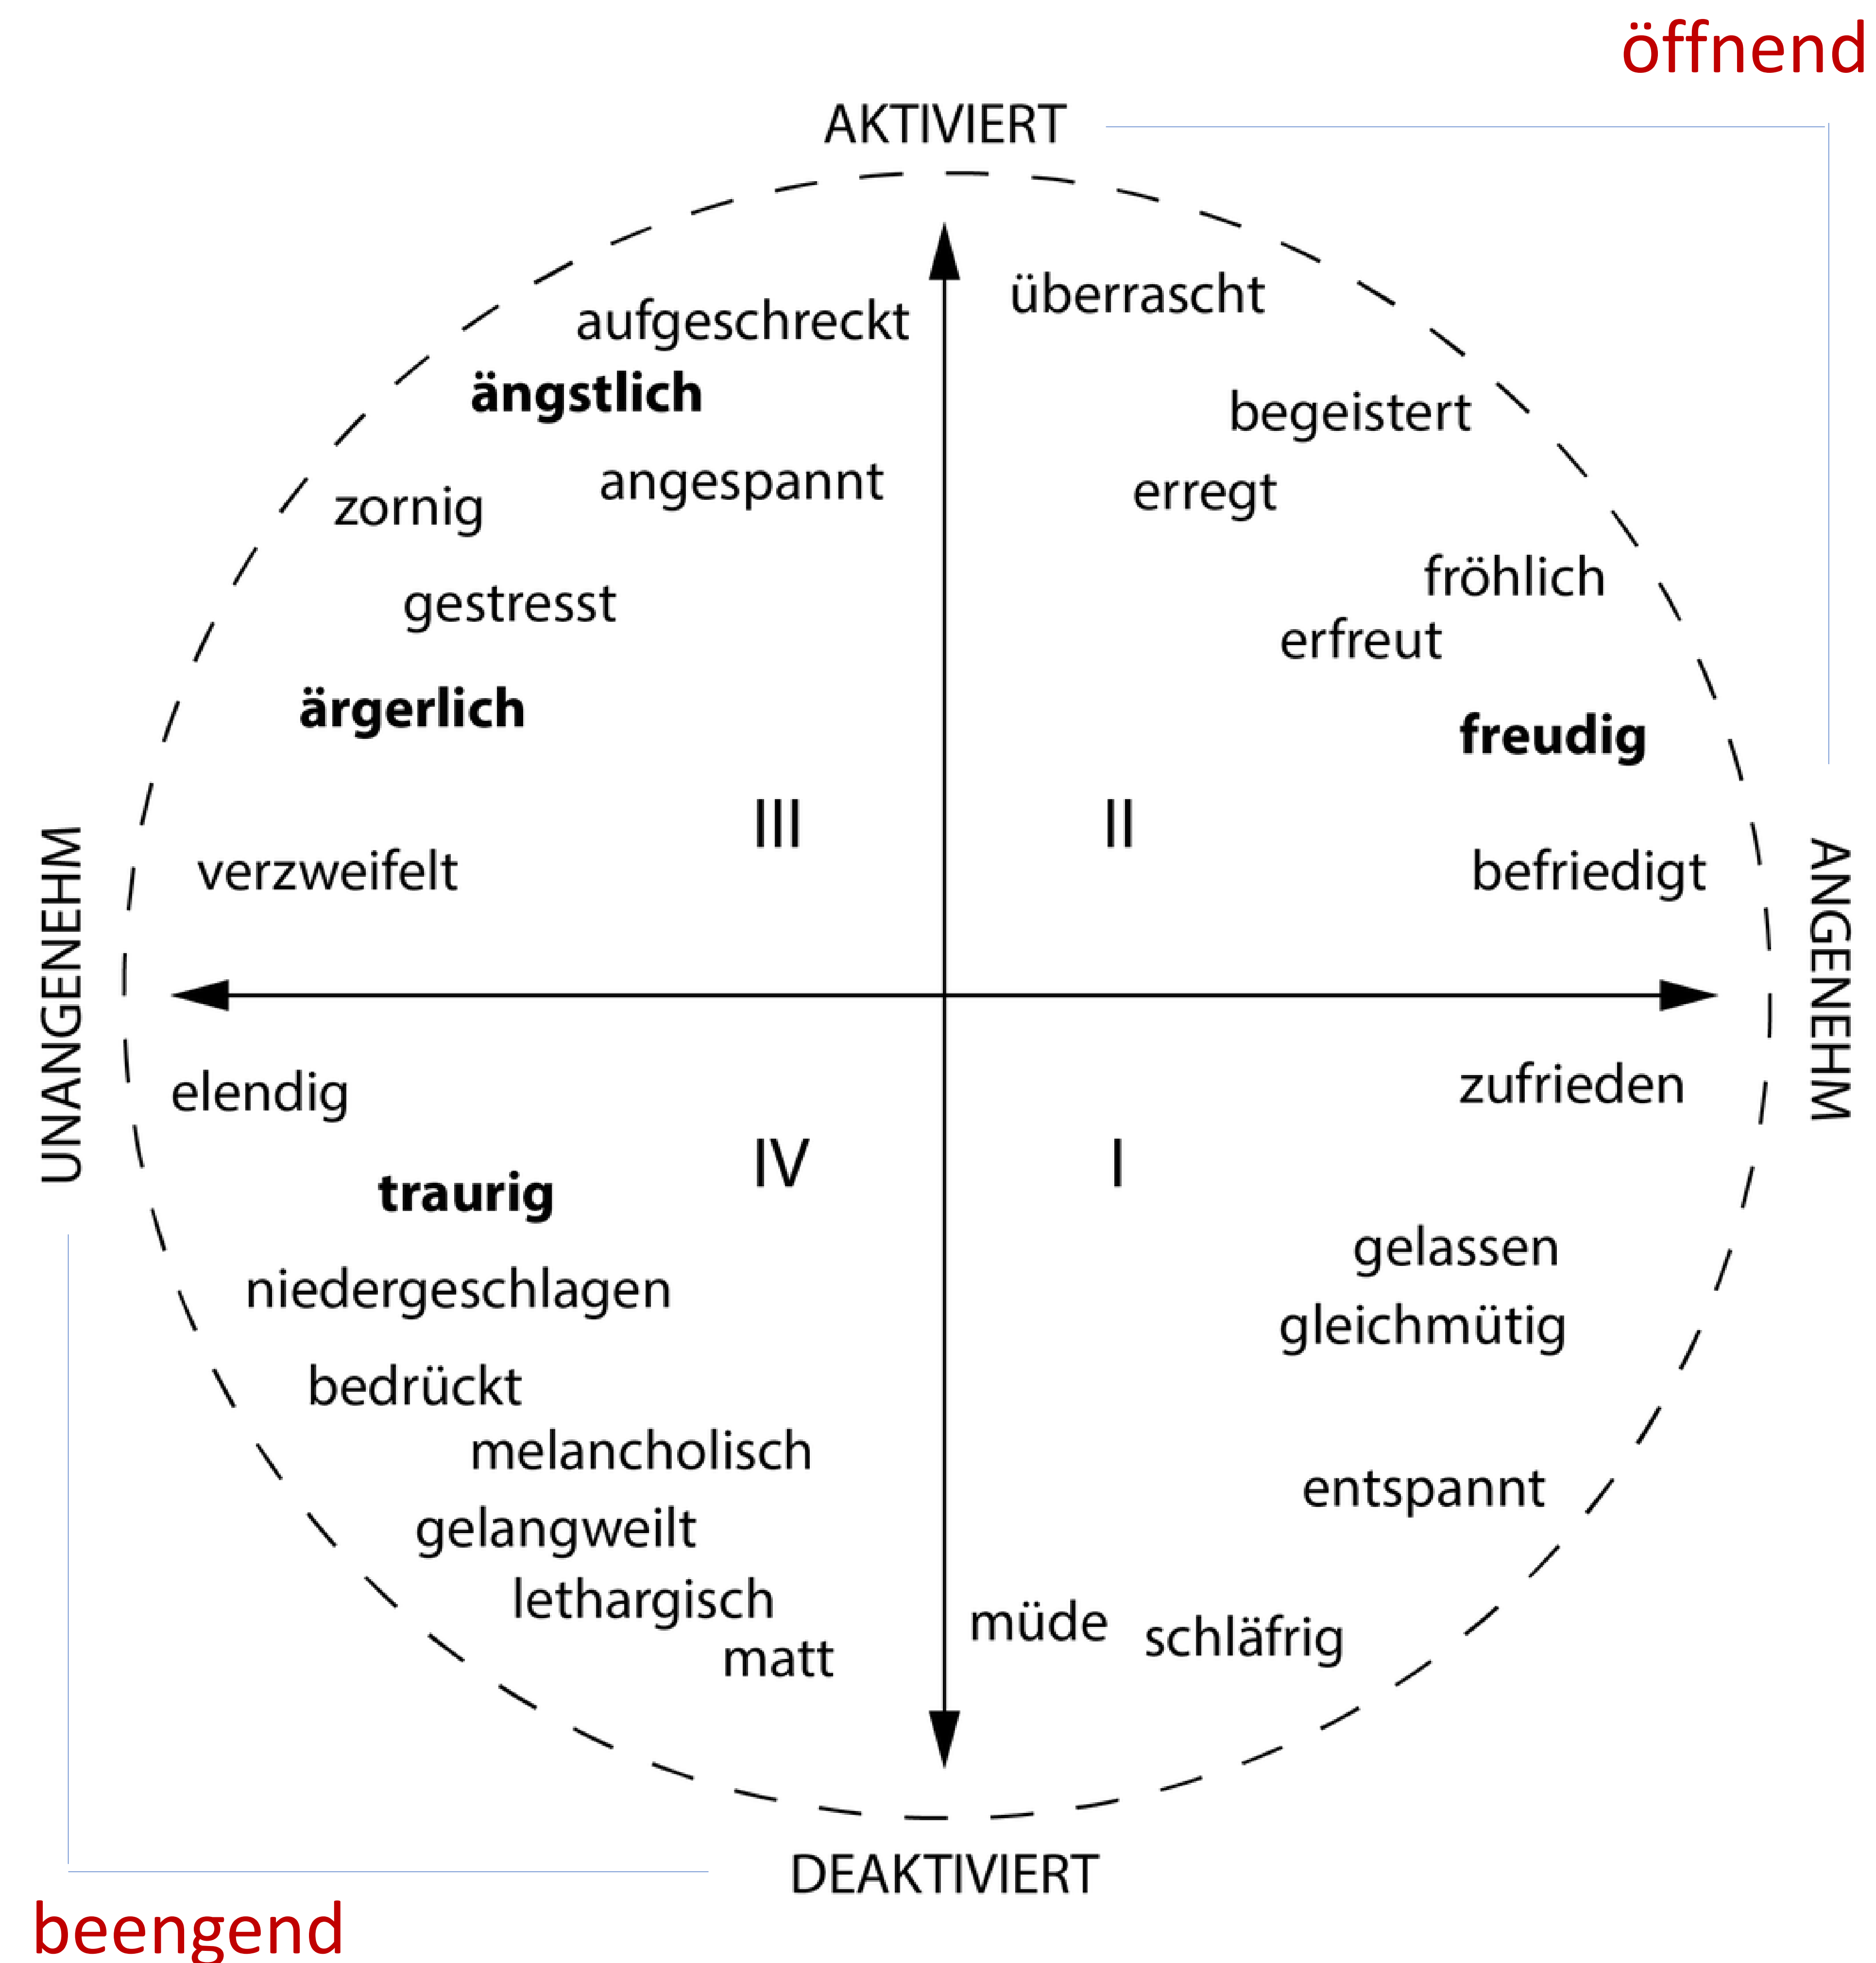 öffnend
AKTIVIERT
überrascht
aufgeschreckt
ängstlich
begeistert
angespannt
erregt
zornig
fröhlich
gestresst
erfreut
ärgerlich
freudig
III
II
verzweifelt
befriedigt
UNANGENEHM
ANGENEHM
elendig
zufrieden
IV
I
traurig
gelassen
niedergeschlagen
gleichmütig
bedrückt
melancholisch
entspannt
gelangweilt
lethargisch
müde
schläfrig
matt
DEAKTIVIERT
beengend